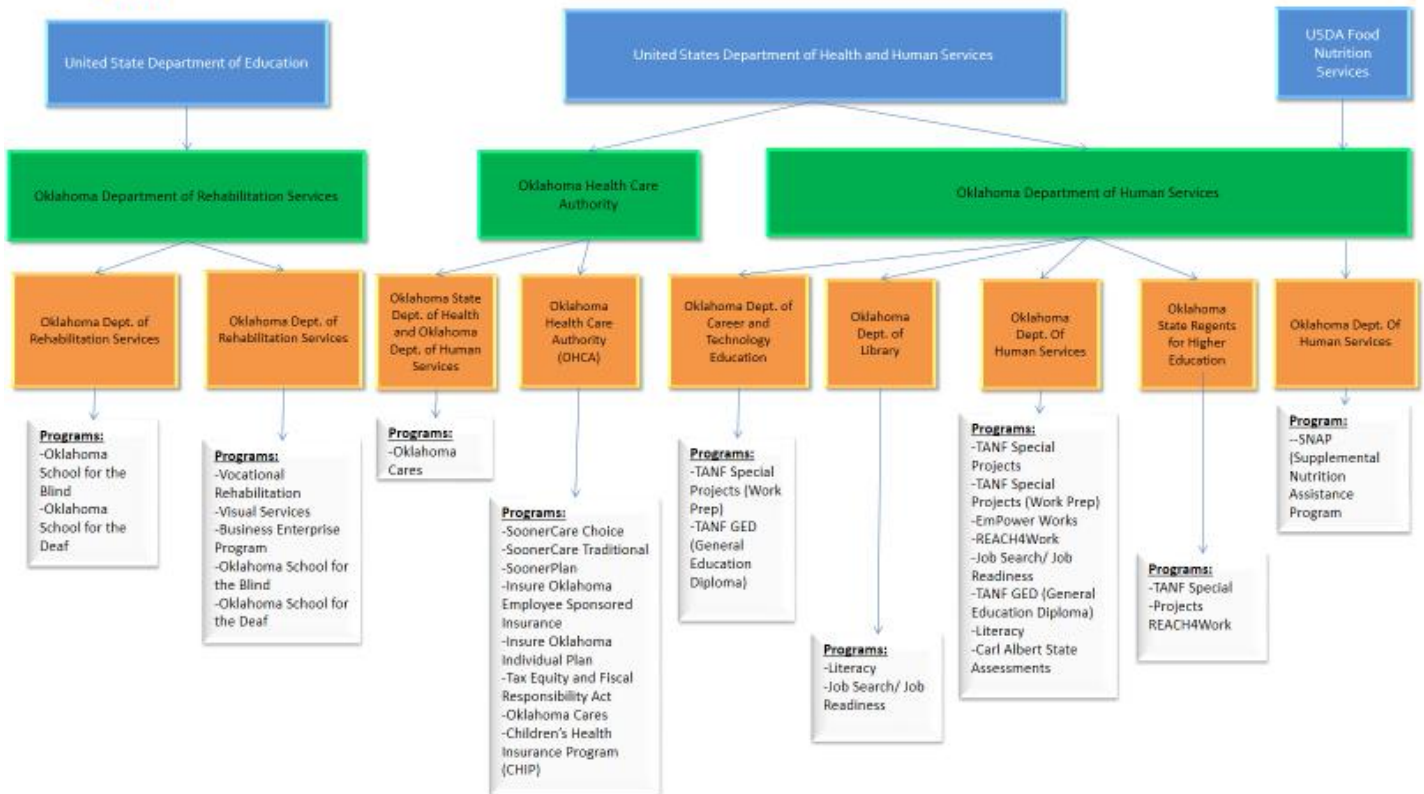 United State Department of Education
United States Department of Health and Human Services
USDA Food
Nutrition
Services
Oklahoma Department of Rehabilitation Services
Oklahoma Health Care
Authority
Oklahoma Department of Human Services
Oklahoma Dept. of
Rehabilitation Services
Oklahoma Dept. of
Rehabilitation Services
Oklahoma State
Dept. of Health
and Oklahoma
Dept. of Human
Services
Oklahoma
Health Care
Authority
(OHCA)
Oklahoma Dept. of
Career and
Technology
Education
Oklahoma
Dept. of
Library
Oklahoma
Dept. Of
Human Services
Oklahoma
State Regents
for Higher
Education
Oklahoma Dept. Of
Human Services
Programs:
-Oklahoma
School for the
Blind
-Oklahoma
School for the
Deaf
Programs:
-Vocational
Rehabilitation
-Visual Services
-Business Enterprise
Program
-Oklahoma School for
the Blind
-Oklahoma School for
the Deaf
Programs:
-Oklahoma
Cares
Programs:
-SoonerCare Choice
-SoonerCare Traditional
-SoonerPlan
-Insure Oklahoma
Employee Sponsored
Insurance
-Insure Oklahoma
Individual Plan
-Tax Equity and Fiscal
Responsibility Act
-Oklahoma Cares
-Children's Health
Insurance Program
(CHIP)
Programs:
-TANF Special
Projects (Work
Prep)
-TANF GED
(General
Education
Diploma)
Programs:
-Literacy
-Job Search/ Job
Readiness
Programs:
-TANF Special
Projects
-TANF Special
Projects (Work Prep)
-EmPower Works
-REACH4Work
-Job Search/ Job
Readiness
-TANF GED (General
Education Diploma)
-Literacy
-Carl Albert State
Assessments
Programs:
-TANF Special
-Projects
REACH4Work
Program:
--SNAP
(Supplemental
Nutrition
Assistance
Program